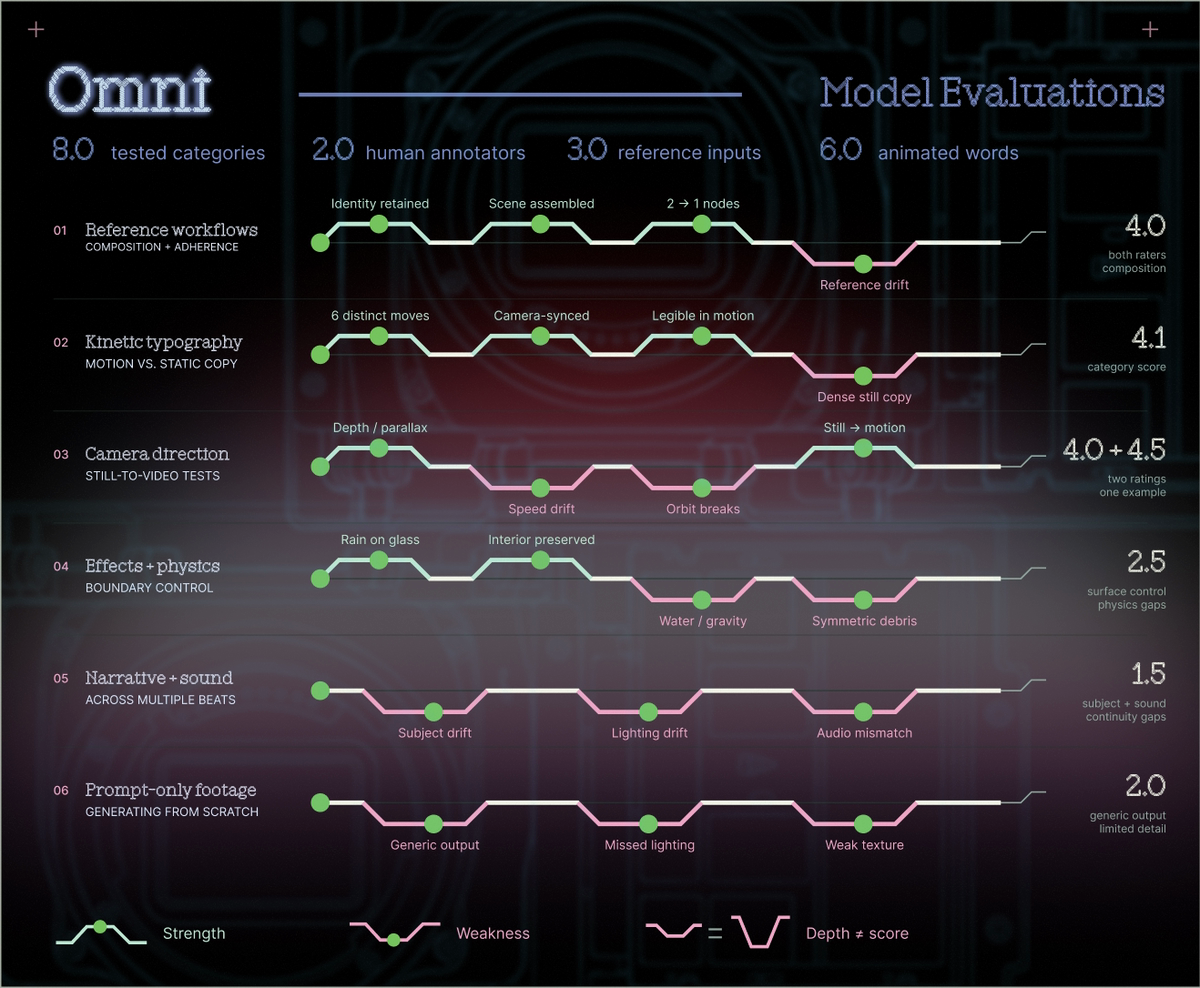 Omni
Model Evaluations
8.0 tested categories
2.0 human annotators
3.0 reference inputs
6.0 animated words
01 Reference workflows
COMPOSITION + ADHERENCE
Identity retained
Scene assembled
2 → 1 nodes
Reference drift
4.0
both raters
composition
02 Kinetic typography
MOTION VS. STATIC COPY
6 distinct moves
Camera-synced
Legible in motion
Dense still copy
4.1
category score
03 Camera direction
STILL-TO-VIDEO TESTS
Depth / parallax
Speed drift
Orbit breaks
Still → motion
4.0 + 4.5
two ratings
one example
04 Effects + physics
BOUNDARY CONTROL
Rain on glass
Interior preserved
Water / gravity
Symmetric debris
2.5
surface control
physics gaps
05 Narrative + sound
ACROSS MULTIPLE BEATS
Subject drift
Lighting drift
Audio mismatch
1.5
subject + sound
continuity gaps
06 Prompt-only footage
GENERATING FROM SCRATCH
Generic output
Missed lighting
Weak texture
2.0
generic output
limited detail
Strength
Weakness
=
Depth ≠ score